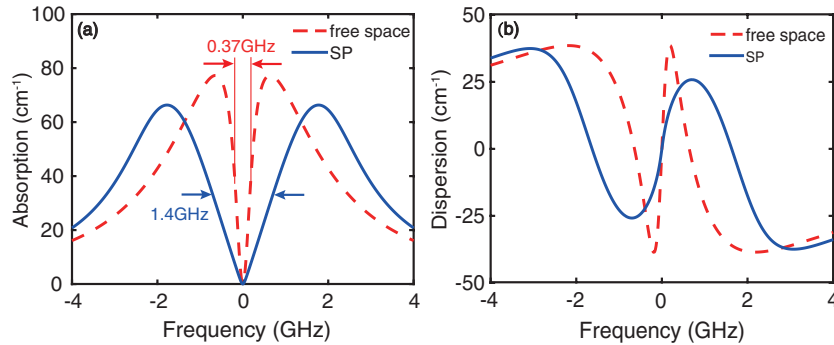 (a)
free space
SP
0.37GHz
1.4GHz
100
80
60
40
20
0
-4
-2
0
2
4
Absorption (cm⁻¹)
Frequency (GHz)
(b)
free space
SP
50
25
0
-25
-50
-4
-2
0
2
4
Dispersion (cm⁻¹)
Frequency (GHz)